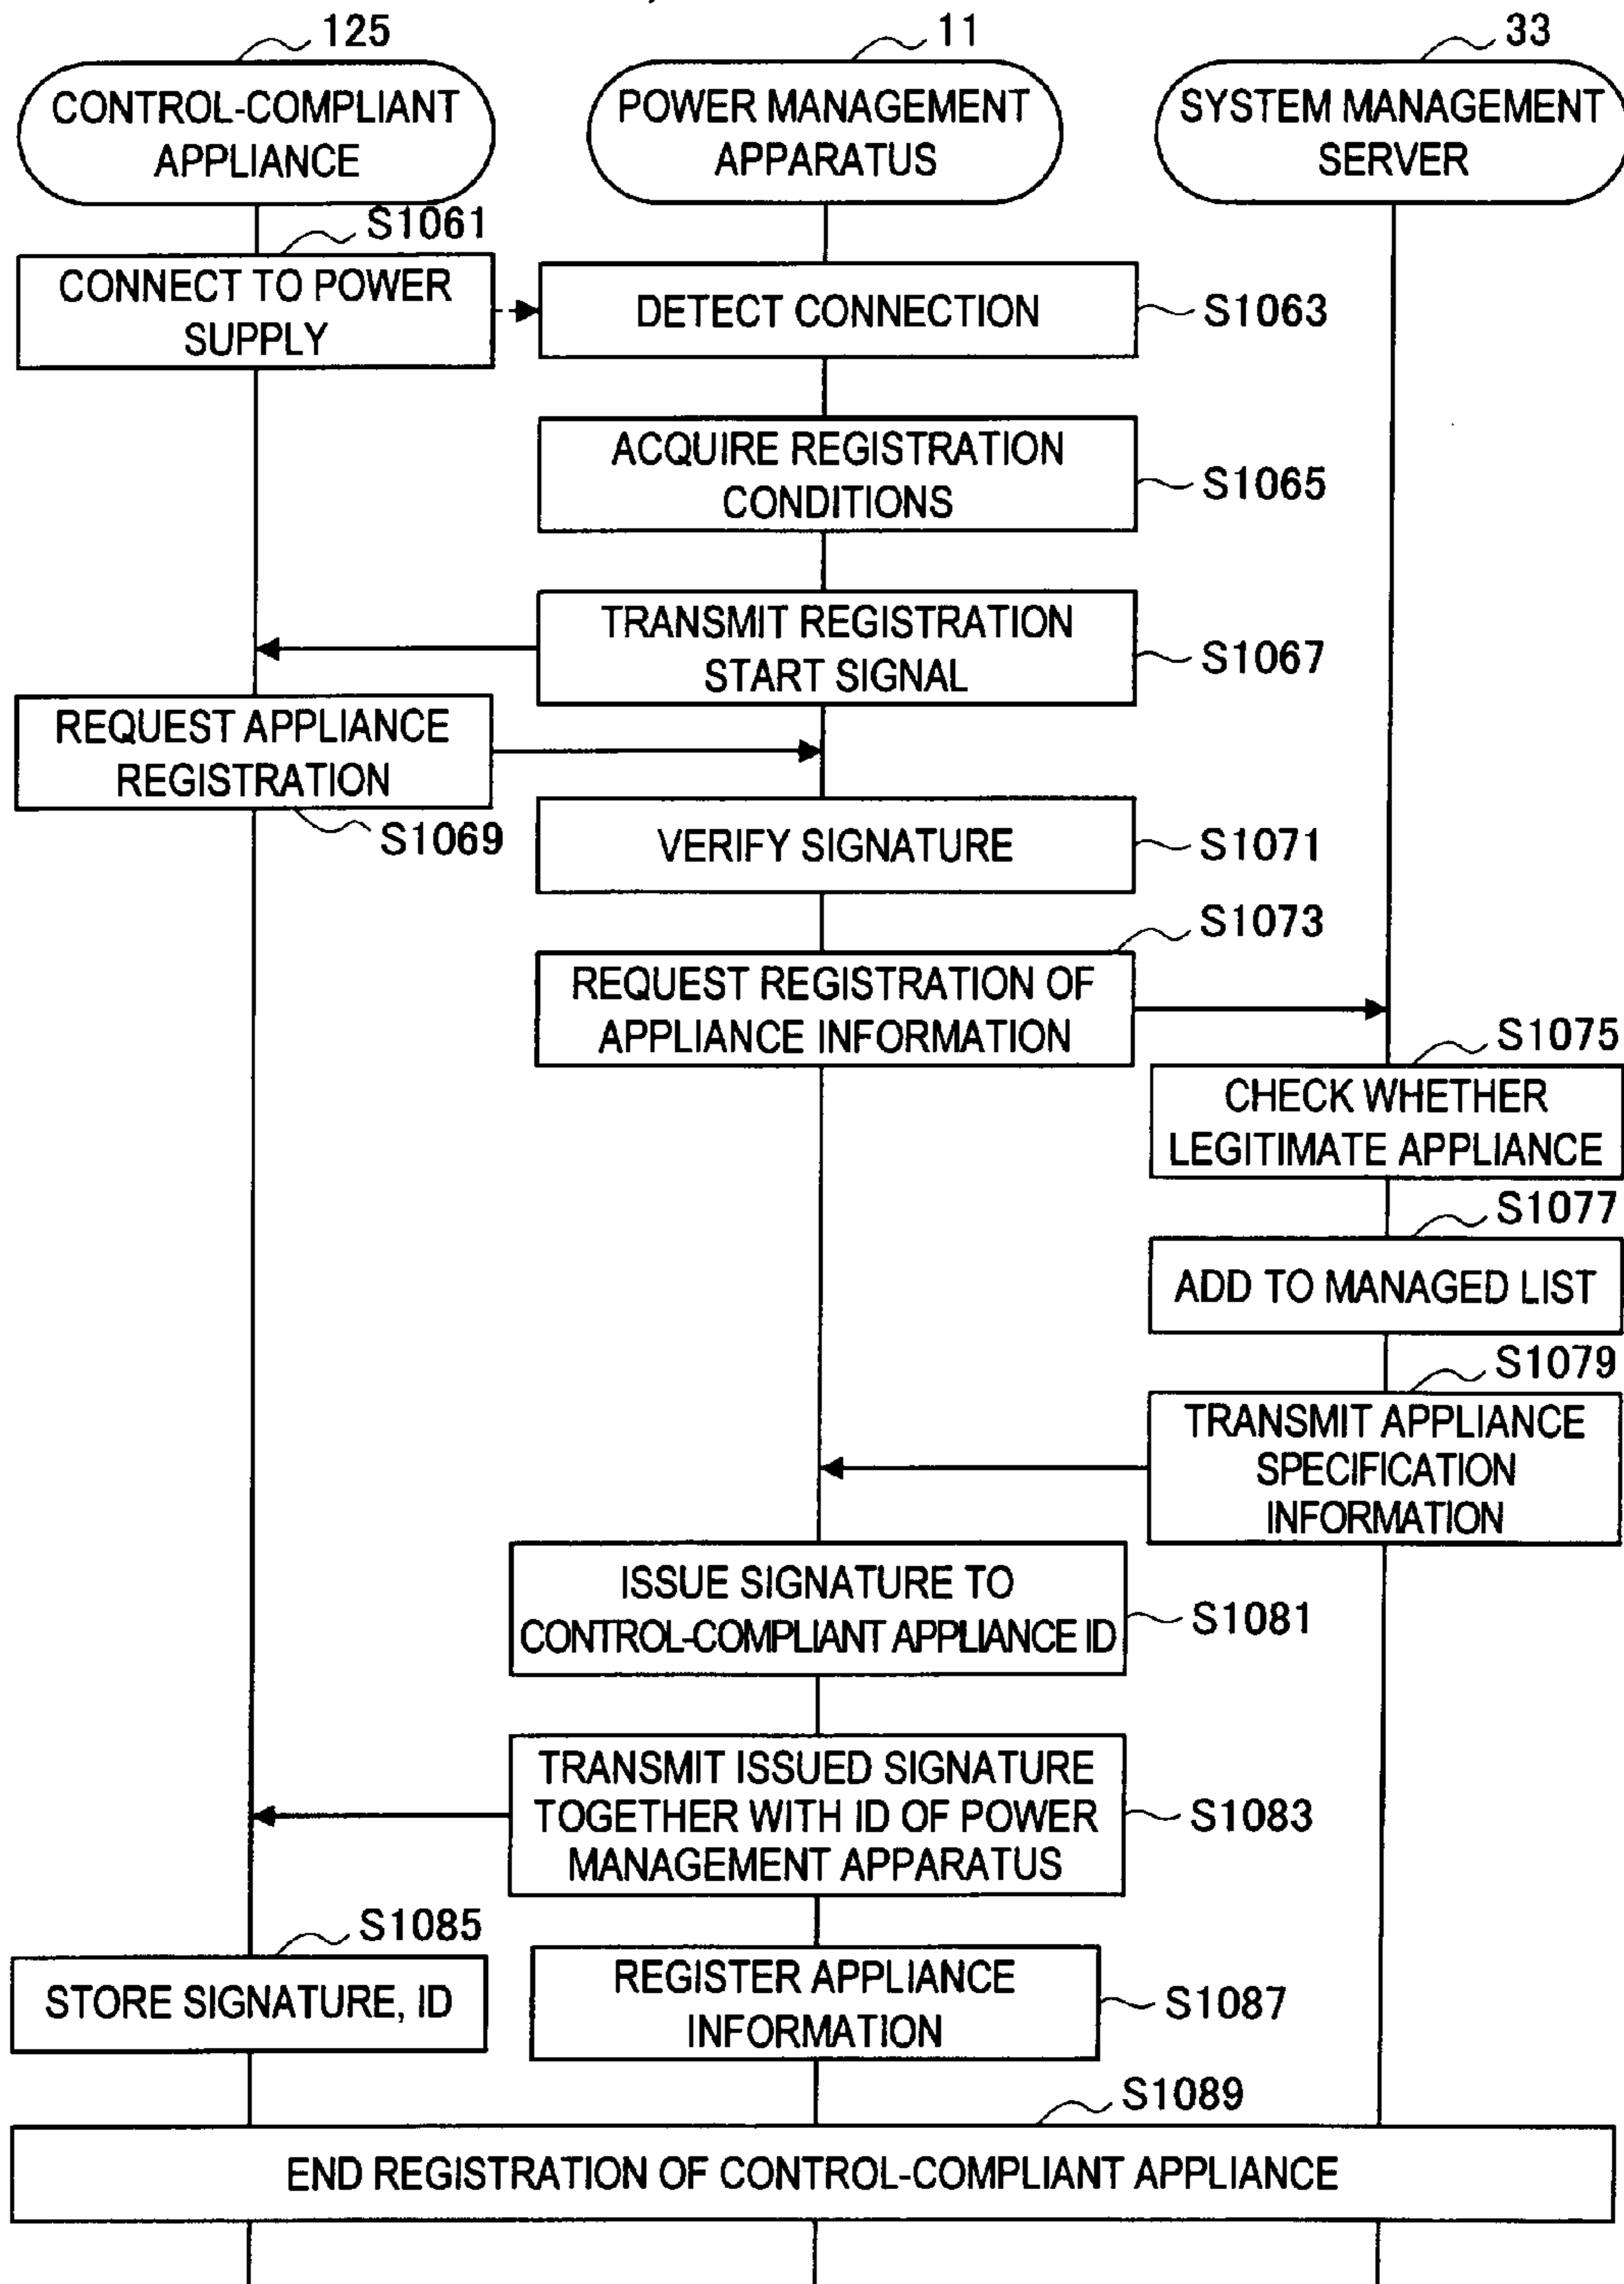 125
11
33
CONTROL-COMPLIANT
APPLIANCE
POWER MANAGEMENT
APPARATUS
SYSTEM MANAGEMENT
SERVER
S1061
CONNECT TO POWER
SUPPLY
DETECT CONNECTION
S1063
ACQUIRE REGISTRATION
CONDITIONS
S1065
TRANSMIT REGISTRATION
START SIGNAL
S1067
REQUEST APPLIANCE
REGISTRATION
S1069
VERIFY SIGNATURE
S1071
S1073
REQUEST REGISTRATION OF
APPLIANCE INFORMATION
S1075
CHECK WHETHER
LEGITIMATE APPLIANCE
S1077
ADD TO MANAGED LIST
S1079
TRANSMIT APPLIANCE
SPECIFICATION
INFORMATION
ISSUE SIGNATURE TO
CONTROL-COMPLIANT APPLIANCE ID
S1081
TRANSMIT ISSUED SIGNATURE
TOGETHER WITH ID OF POWER
MANAGEMENT APPARATUS
S1083
S1085
STORE SIGNATURE, ID
REGISTER APPLIANCE
INFORMATION
S1087
S1089
END REGISTRATION OF CONTROL-COMPLIANT APPLIANCE